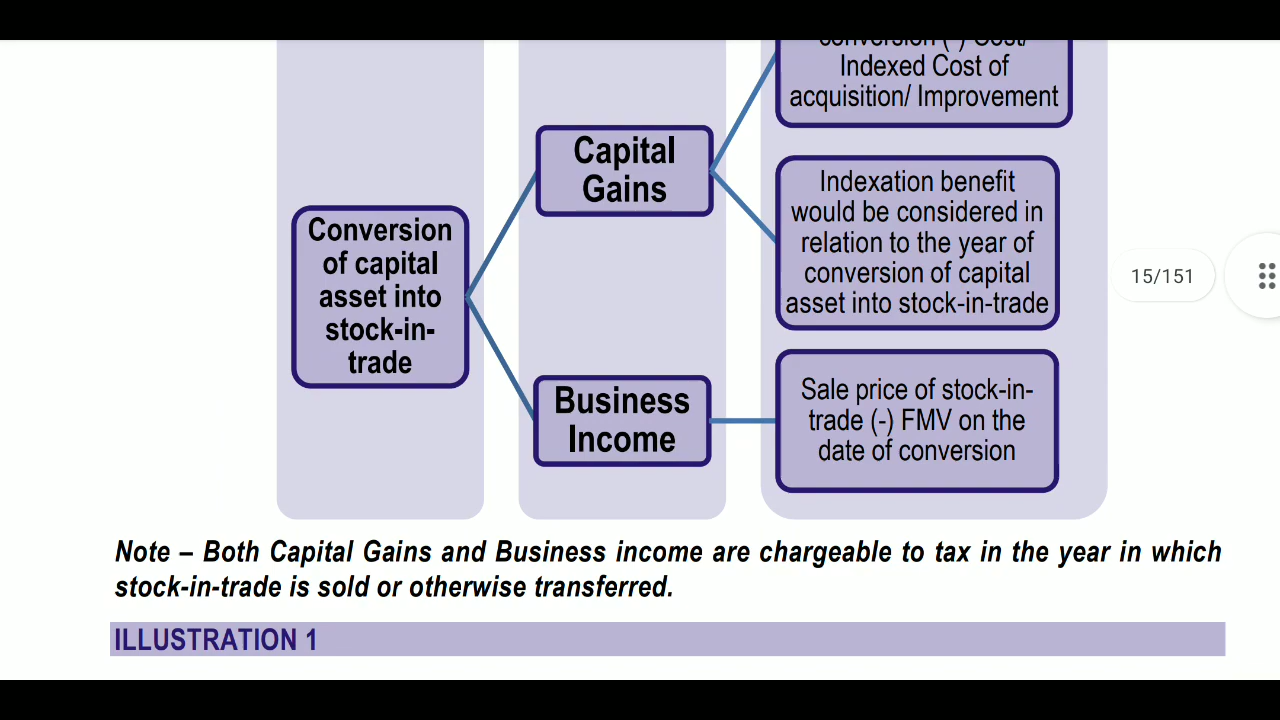 conversion (-) Cost/
Indexed Cost of
acquisition/ Improvement
Capital
Gains
Indexation benefit
would be considered in
relation to the year of
conversion of capital
asset into stock-in-trade
Conversion
of capital
asset into
stock-in-
trade
15/151
Business
Income
Sale price of stock-in-
trade (-) FMV on the
date of conversion
Note – Both Capital Gains and Business income are chargeable to tax in the year in which
stock-in-trade is sold or otherwise transferred.
ILLUSTRATION 1